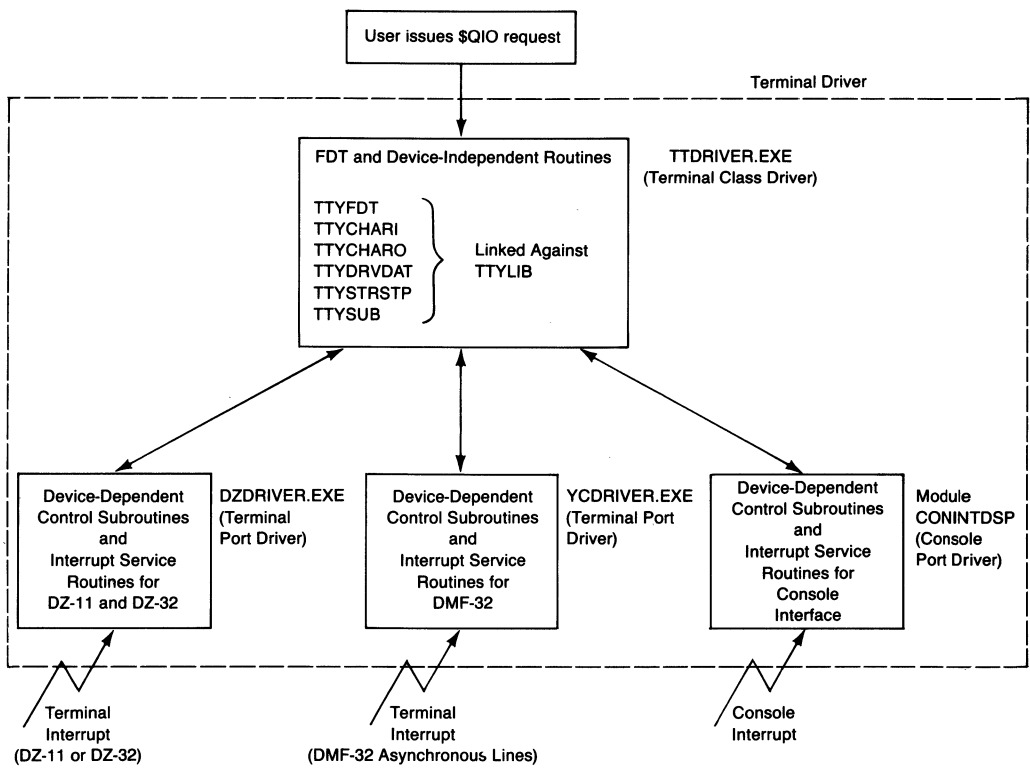 User issues $QIO request
Terminal Driver
FDT and Device-Independent Routines
TTDRIVER.EXE
(Terminal Class Driver)
TTYFDT
TTYCHARI
TTYCHARO
TTYDRVDAT
TTYSTRSTP
TTYSUB
Linked Against
TTYLIB
Device-Dependent
Control Subroutines
and
Interrupt Service
Routines for
DZ-11 and DZ-32
DZDRIVER.EXE
(Terminal
Port Driver)
Device-Dependent
Control Subroutines
and
Interrupt Service
Routines for
DMF-32
YCDRIVER.EXE
(Terminal Port
Driver)
Device-Dependent
Control Subroutines
and
Interrupt Service
Routines for
Console
Interface
Module
CONINTDSP
(Console
Port Driver)
Terminal
Interrupt
(DZ-11 or DZ-32)
Terminal
Interrupt
(DMF-32 Asynchronous Lines)
Console
Interrupt